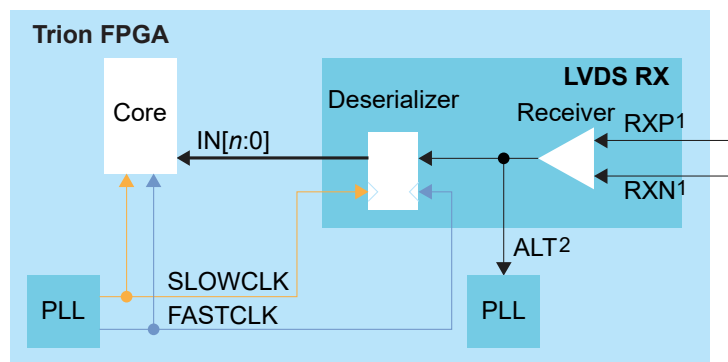 Trion FPGA
LVDS RX
Deserializer
Core
Receiver
RXP1
IN[n:0]
RXN1
ALT2
SLOWCLK
PLL
PLL
FASTCLK